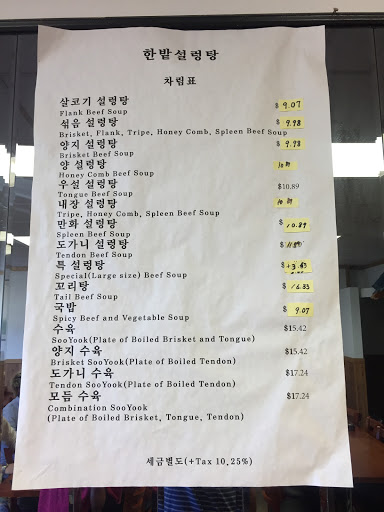 한밭설렁탕
차림표
살코기 설렁탕 $ 9.07
Flank Beef Soup
섞음 설렁탕 $ 9.98
Brisket, Flank, Tripe, Honey Comb, Spleen Beef Soup
양지 설렁탕 $ 9.98
Brisket Beef Soup
양 설렁탕
Honey Comb Beef Soup
우설 설렁탕 $10.89
Tongue Beef Soup
내장 설렁탕
Tripe, Honey Comb, Spleen Beef Soup
만화 설렁탕 $ 10.89
Spleen Beef Soup
도가니 설렁탕
Tendon Beef Soup
특 설렁탕
Special(Large size) Beef Soup
꼬리탕 $ 16.33
Tail Beef Soup
국밥 $ 9.07
Spicy Beef and Vegetable Soup
수육 $15.42
SooYook(Plate of Boiled Brisket and Tongue)
양지 수육 $15.42
Brisket SooYook(Plate of Boiled Tendon)
도가니 수육 $17.24
Tendon SooYook(Plate of Boiled Tendon)
모듬 수육 $17.24
Combination SooYook
(Plate of Boiled Brisket, Tongue, Tendon)
세금별도(+Tax 10.25%)